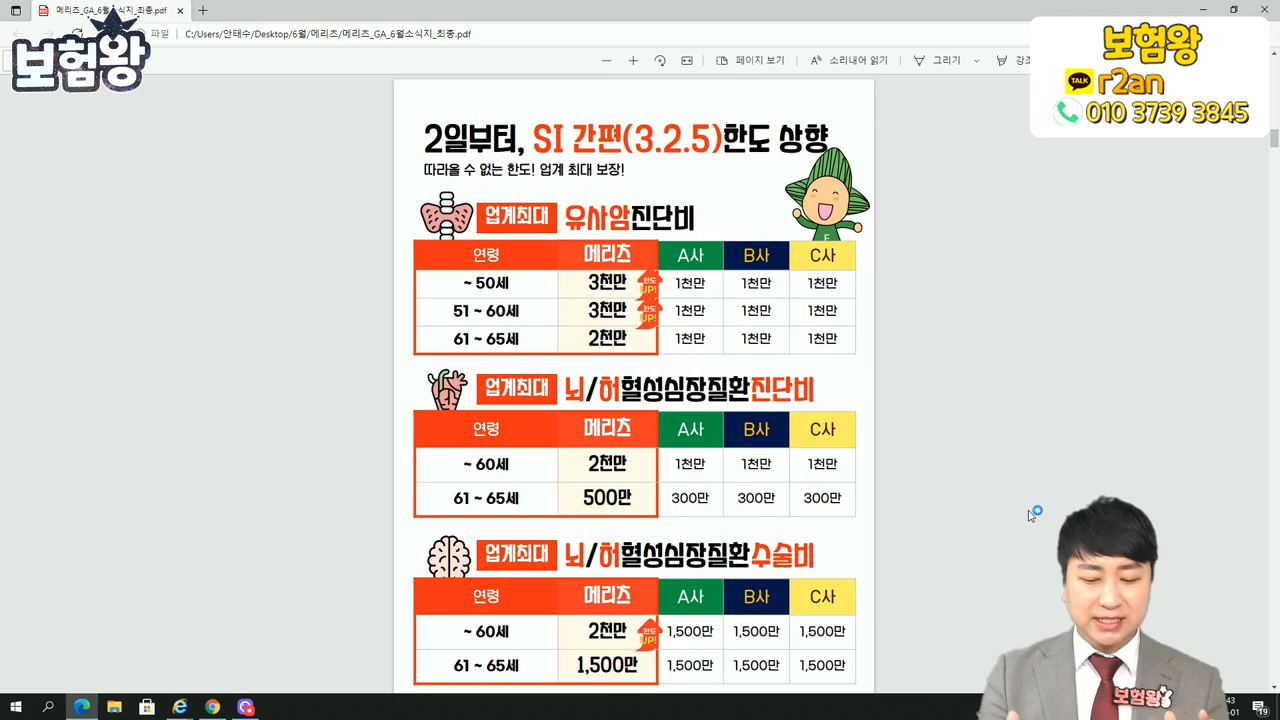 메리츠_GA_6월소식지_최종.pdf
파일
C:/Users/안태수/Desktop/6월/메리츠/메리츠_GA_6월소식지_최종.pdf
보험왕
페이지 보기
소리내어 읽기
그리기
강조
보험왕
TALK r2an
010 3739 3845
2일부터, SI 간편(3.2.5)한도 상향
따라올 수 없는 한도! 업계 최대 보장!
업계최대 유사암진단비
연령 메리츠 A사 B사 C사
~ 50세 3천만 한도 UP! 1천만 1천만 1천만
51 ~ 60세 3천만 한도 UP! 1천만 1천만 1천만
61 ~ 65세 2천만 1천만 1천만 1천만
업계최대 뇌/허혈성심장질환진단비
연령 메리츠 A사 B사 C사
~ 60세 2천만 1천만 1천만 1천만
61 ~ 65세 500만 300만 300만 300만
업계최대 뇌/허혈성심장질환수술비
연령 메리츠 A사 B사 C사
~ 60세 2천만 한도 UP! 1,500만 1,500만 1,500만
61 ~ 65세 1,500만 1,500만 1,500만 1,500만
보험왕
43
-01
19